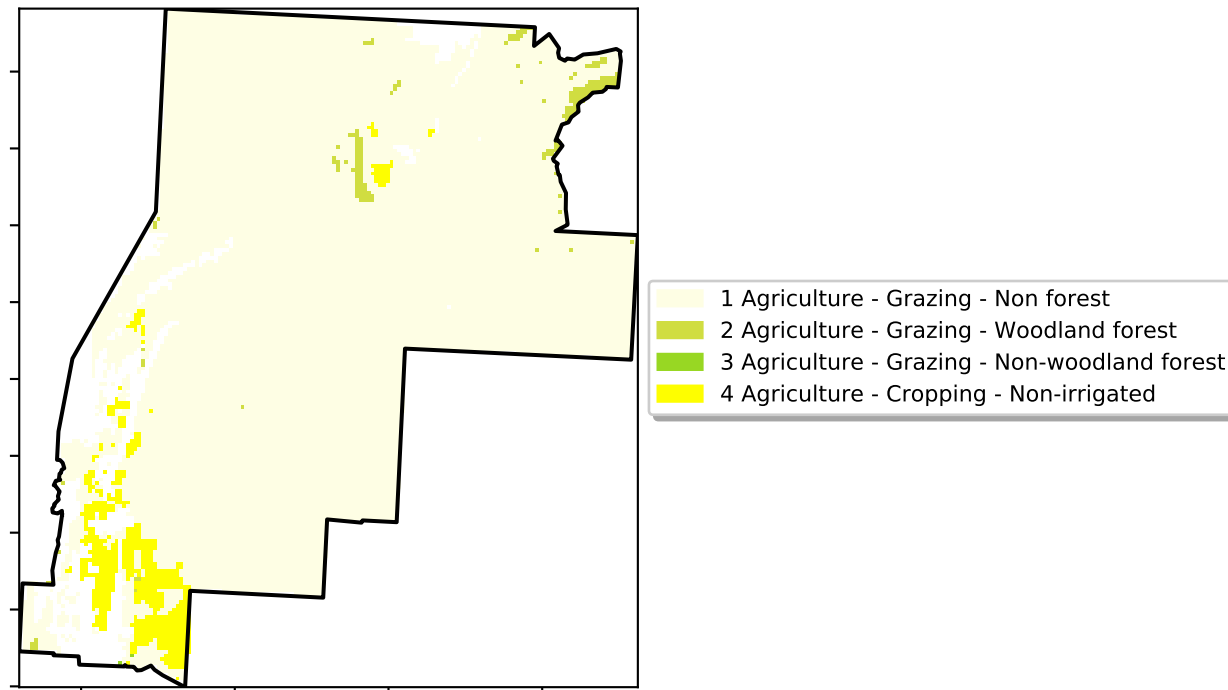 1 Agriculture - Grazing - Non forest
2 Agriculture - Grazing - Woodland forest
3 Agriculture - Grazing - Non-woodland forest
4 Agriculture - Cropping - Non-irrigated